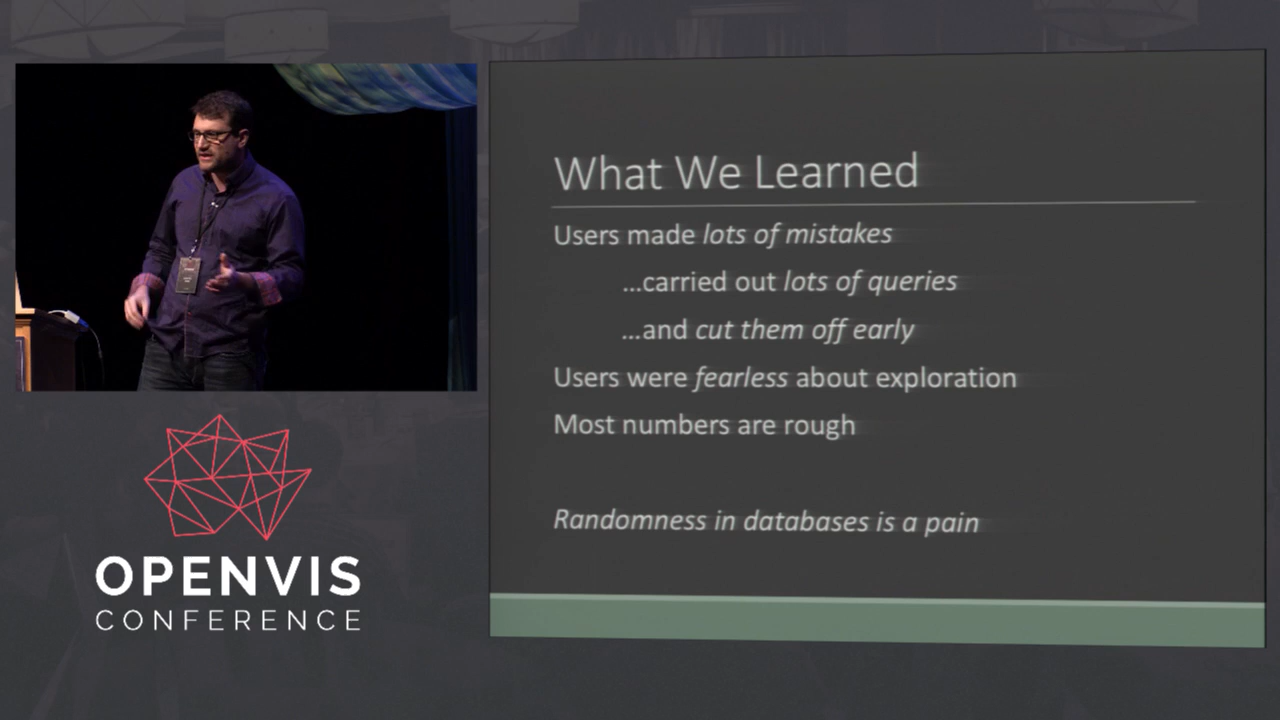 What We Learned
Users made lots of mistakes
...carried out lots of queries
...and cut them off early
Users were fearless about exploration
Most numbers are rough
Randomness in databases is a pain
OPENVIS
CONFERENCE